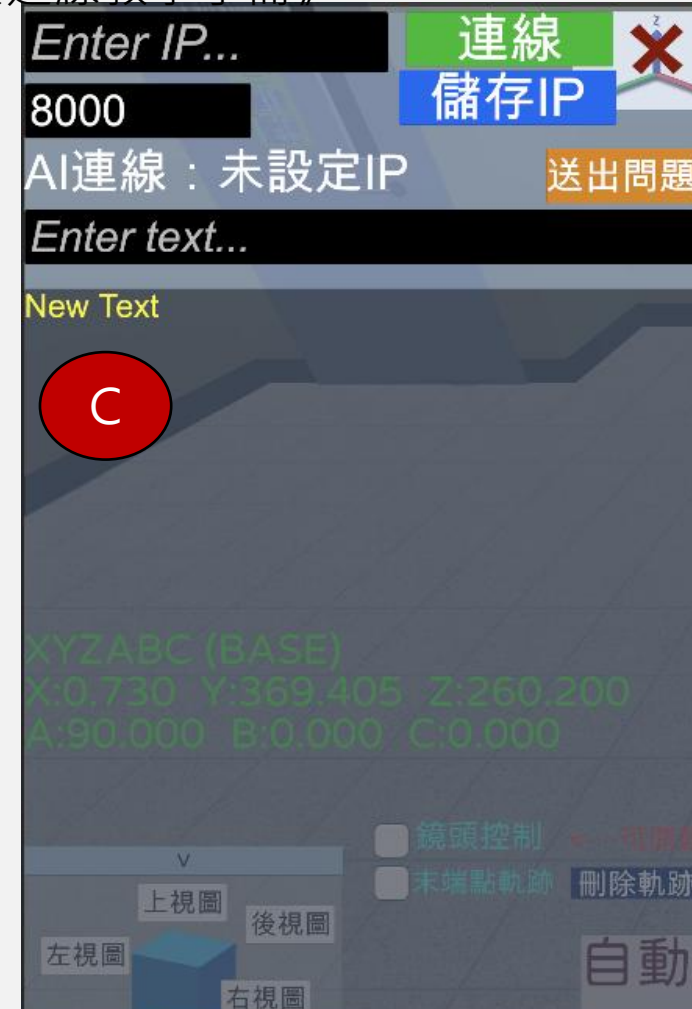 Enter IP...
連線
8000
儲存IP
AI連線：未設定IP
送出問題
Enter text...
New Text
C
XYZABC (BASE)
X:0.730 Y:369.405 Z:260.200
A:90.000 B:0.000 C:0.000
鏡頭控制
末端點軌跡
刪除軌跡
上視圖
後視圖
左視圖
右視圖
自動